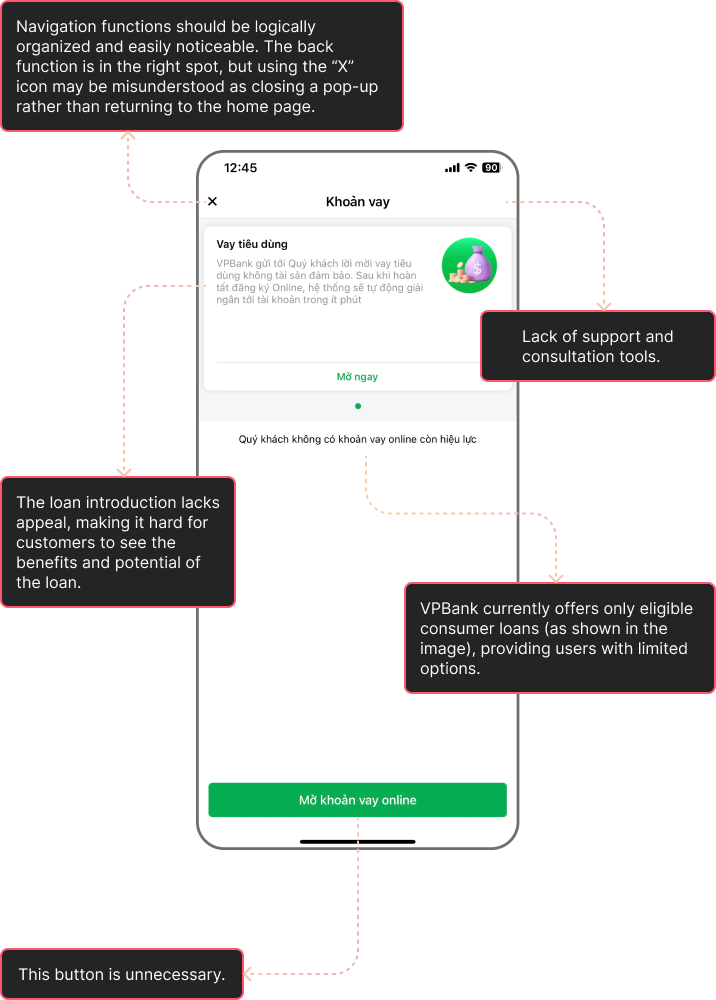 Navigation functions should be logically
organized and easily noticeable. The back
function is in the right spot, but using the “X”
icon may be misunderstood as closing a pop-up
rather than returning to the home page.
12:45
90
Khoản vay
Vay tiêu dùng
VPBank gửi tới Quý khách lời mời vay tiêu
dùng không tài sản đảm bảo. Sau khi hoàn
tất đăng ký Online, hệ thống sẽ tự động giải
ngân tới tài khoản trong ít phút
$
Lack of support and
consultation tools.
Mở ngay
Quý khách không có khoản vay online còn hiệu lực
The loan introduction lacks
appeal, making it hard for
customers to see the
benefits and potential of
the loan.
VPBank currently offers only eligible
consumer loans (as shown in the
image), providing users with limited
options.
Mở khoản vay online
This button is unnecessary.